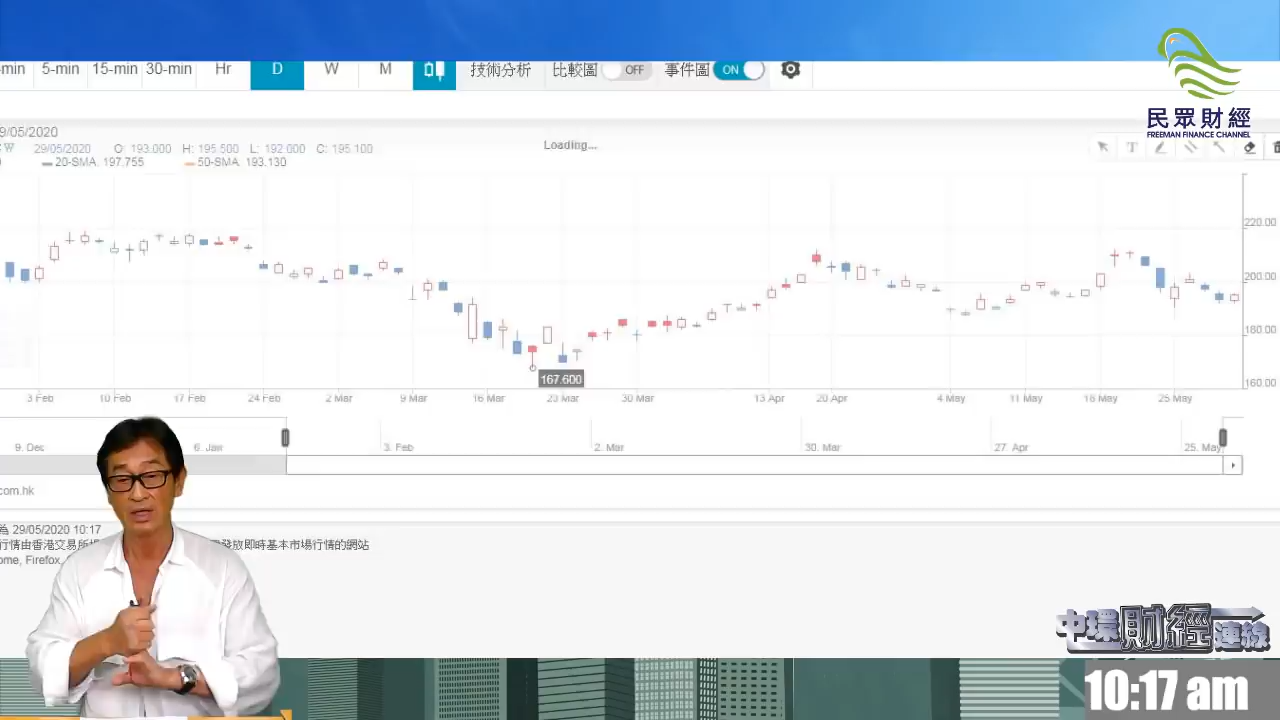 min 5-min 15-min 30-min Hr D W M 技術分析 比較圖 OFF 事件圖 ON
民眾財經
FREEMAN FINANCE CHANNEL
9/05/2020
29/05/2020 O: 193.000 H: 195.500 L: 192.000 C: 195.100
20-SMA. 197.755 50-SMA. 193.130
Loading...
T
220.00
200.00
180.00
160.00
167.600
3 Feb 10 Feb 17 Feb 24 Feb 2 Mar 9 Mar 16 Mar 23 Mar 30 Mar 13 Apr 20 Apr 4 May 11 May 18 May 25 May
9. Dec 6. Jan 3. Feb 2. Mar 30. Mar 27. Apr 25. May
com.hk
為 29/05/2020 10:17
行情由香港交易所 發放即時基本市場行情的網站
ome, Firefox,
中環財經連線
10:17 am